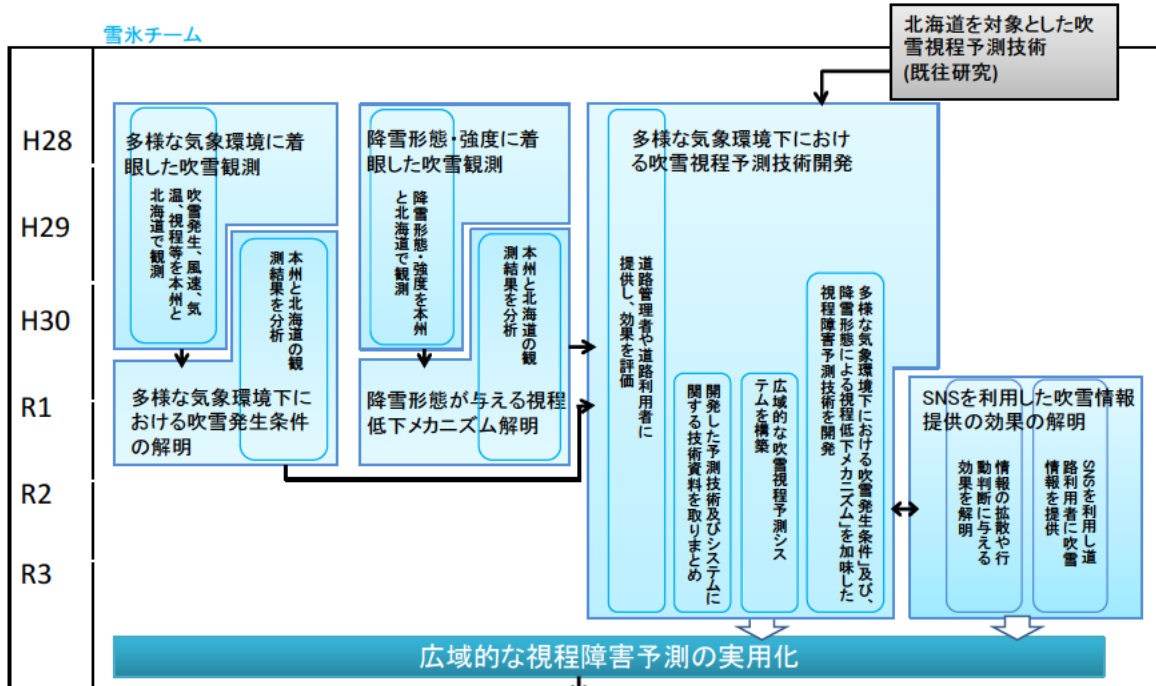 雪氷チーム
北海道を対象とした吹
雪視程予測技術
(既往研究)
H28
H29
H30
R1
R2
R3
多様な気象環境に着
眼した吹雪観測
吹雪発生、風速、気
温、視程等を本州と
北海道で観測
本州と北海道の観
測結果を分析
多様な気象環境下に
おける吹雪発生条件
の解明
降雪形態・強度に着
眼した吹雪観測
降雪形態・強度を本州
と北海道で観測
本州と北海道の観
測結果を分析
降雪形態が与える視程
低下メカニズム解明
多様な気象環境下におけ
る吹雪視程予測技術開発
道路管理者や道路利用者に
提供し、効果を評価
開発した予測技術及びシステムに
関する技術資料を取りまとめ
広域的な吹雪視程予測シス
テムを構築
多様な気象環境下における吹雪発生条件」及び、
降雪形態による視程低下メカニズム」を加味した
視程障害予測技術を開発
SNSを利用した吹雪情報
提供の効果の解明
情報の拡散や行
動判断に与える
効果を解明
SNSを利用し道
路利用者に吹雪
情報を提供
広域的な視程障害予測の実用化